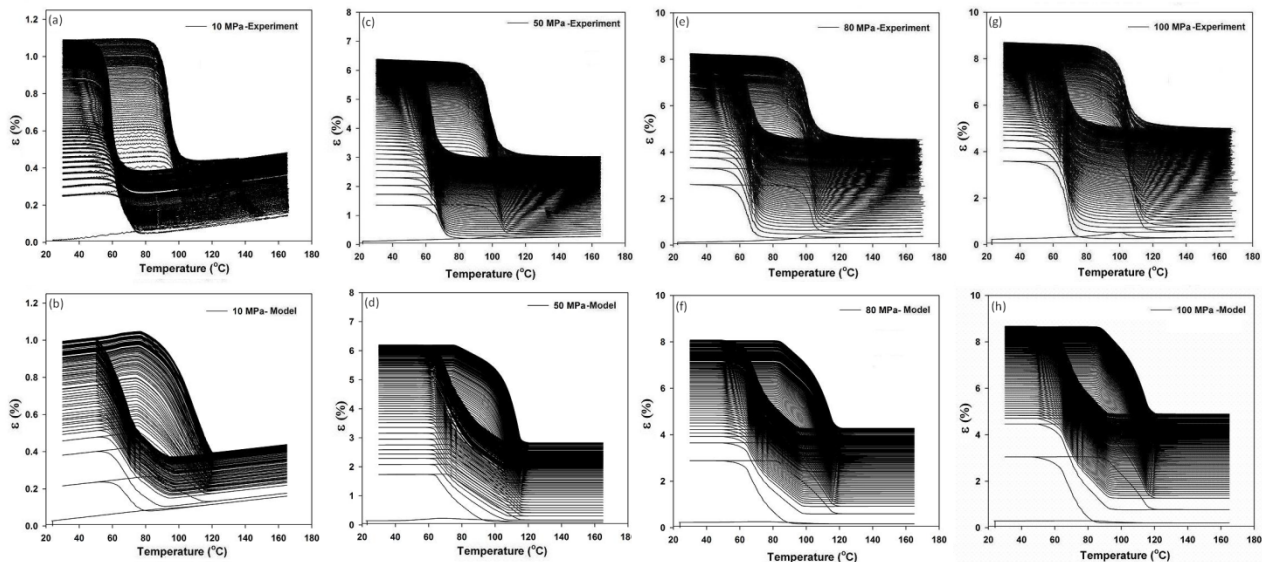 (a)
10 MPa-Experiment
1.2
1.0
0.8
0.6
0.4
0.2
0.0
ε (%)
20 40 60 80 100 120 140 160 180
Temperature (°C)
(c)
50 MPa-Experiment
8
7
6
5
4
3
2
1
0
ε (%)
20 40 60 80 100 120 140 160 180
Temperature (°C)
(e)
80 MPa-Experiment
10
8
6
4
2
0
ε (%)
20 40 60 80 100 120 140 160 180
Temperature (°C)
(g)
100 MPa-Experiment
10
8
6
4
2
0
ε (%)
20 40 60 80 100 120 140 160 180
Temperature (°C)
(b)
10 MPa- Model
1.2
1.0
0.8
0.6
0.4
0.2
0.0
ε (%)
20 40 60 80 100 120 140 160 180
Temperature (°C)
(d)
50 MPa-Model
8
6
4
2
0
ε (%)
20 40 60 80 100 120 140 160 180
Temperature (°C)
(f)
80 MPa- Model
10
8
6
4
2
0
ε (%)
20 40 60 80 100 120 140 160 180
Temperature (°C)
(h)
100 MPa-Model
10
8
6
4
2
0
ε (%)
20 40 60 80 100 120 140 160 180
Temperature (°C)